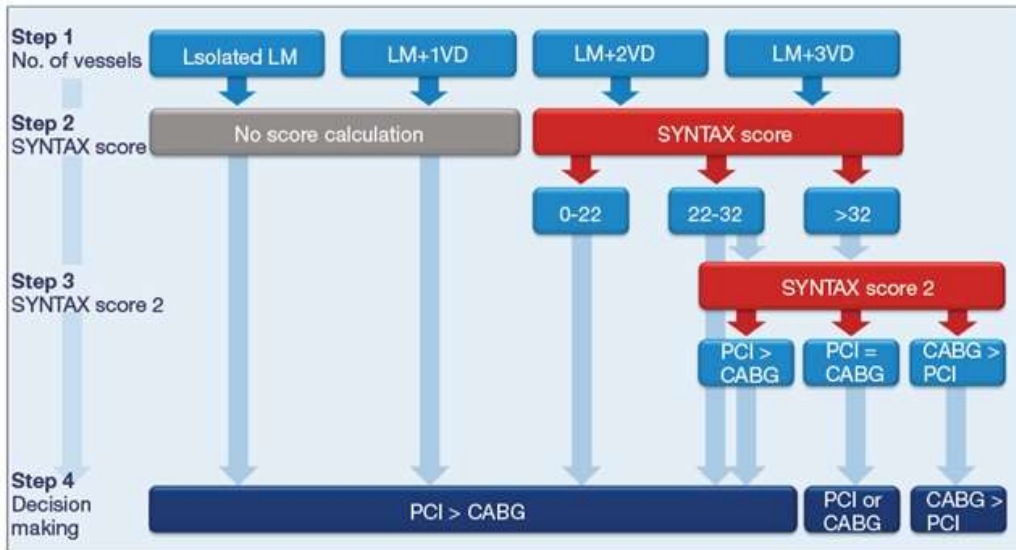 Step 1
No. of vessels
Lsolated LM
LM+1VD
LM+2VD
LM+3VD
Step 2
SYNTAX score
No score calculation
SYNTAX score
0-22
22-32
>32
Step 3
SYNTAX score 2
SYNTAX score 2
PCI >
CABG
PCI =
CABG
CABG >
PCI
Step 4
Decision
making
PCI > CABG
PCI or
CABG
CABG >
PCI